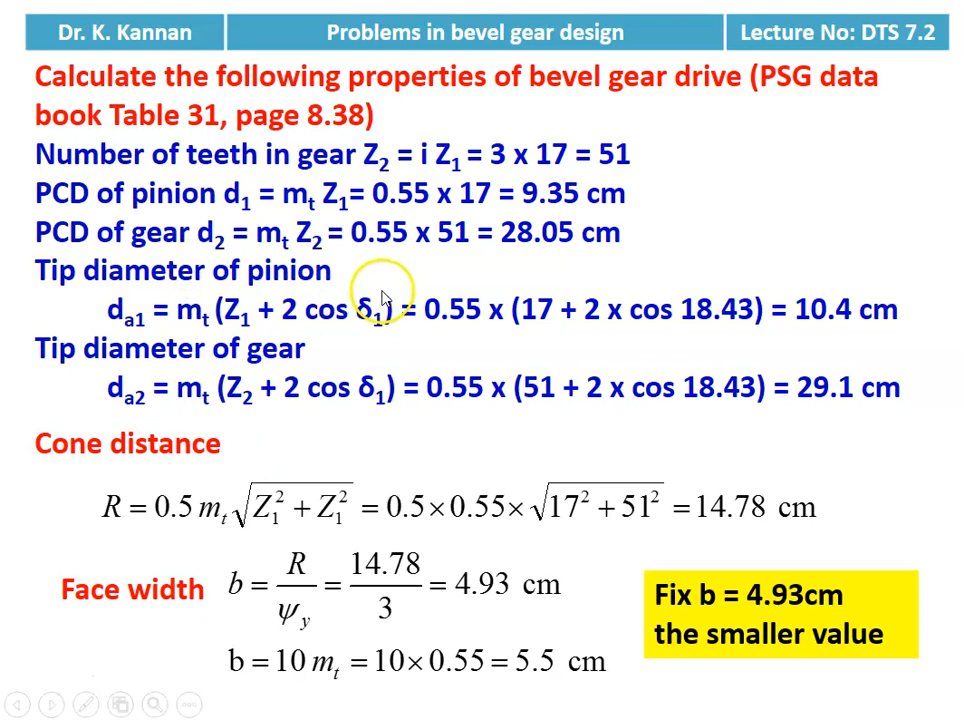 Dr. K. Kannan
Problems in bevel gear design
Lecture No: DTS 7.2
Calculate the following properties of bevel gear drive (PSG data
book Table 31, page 8.38)
Number of teeth in gear Z₂ = i Z₁ = 3 x 17 = 51
PCD of pinion d₁ = mₜ Z₁= 0.55 x 17 = 9.35 cm
PCD of gear d₂ = mₜ Z₂ = 0.55 x 51 = 28.05 cm
Tip diameter of pinion
dₐ₁ = mₜ (Z₁ + 2 cos δ₁) = 0.55 x (17 + 2 x cos 18.43) = 10.4 cm
Tip diameter of gear
dₐ₂ = mₜ (Z₂ + 2 cos δ₁) = 0.55 x (51 + 2 x cos 18.43) = 29.1 cm
Cone distance
R = 0.5 mₜ √(Z₁² + Z₁²) = 0.5 × 0.55 × √(17² + 51²) = 14.78 cm
Face width b = R/ψ_y = 14.78/3 = 4.93 cm
b = 10 mₜ = 10 × 0.55 = 5.5 cm
Fix b = 4.93cm
the smaller value